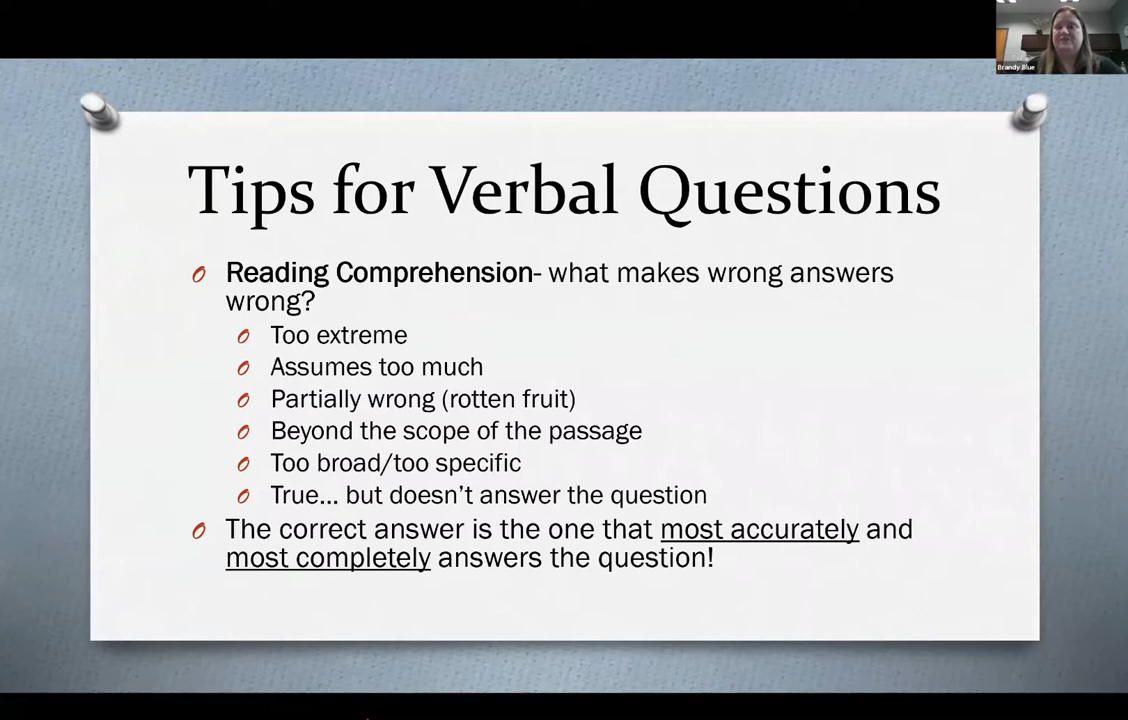 Brandy Blue
Tips for Verbal Questions
Reading Comprehension- what makes wrong answers
wrong?
Too extreme
Assumes too much
Partially wrong (rotten fruit)
Beyond the scope of the passage
Too broad/too specific
True... but doesn't answer the question
The correct answer is the one that most accurately and
most completely answers the question!